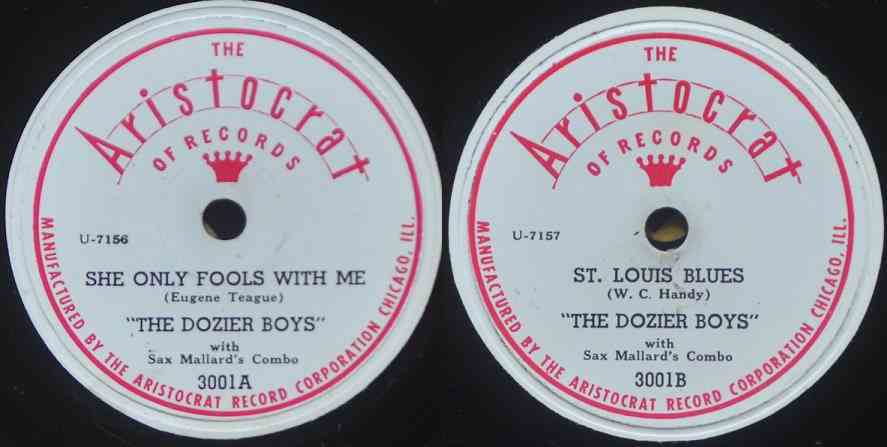 THE
Aristocrat
OF RECORDS
U-7156
SHE ONLY FOOLS WITH ME
(Eugene Teague)
"THE DOZIER BOYS"
with
Sax Mallard's Combo
3001A
MANUFACTURED BY THE ARISTOCRAT RECORD CORPORATION CHICAGO, ILL.
THE
Aristocrat
OF RECORDS
U-7157
ST. LOUIS BLUES
(W. C. Handy)
"THE DOZIER BOYS"
with
Sax Mallard's Combo
3001B
MANUFACTURED BY THE ARISTOCRAT RECORD CORPORATION CHICAGO, ILL.